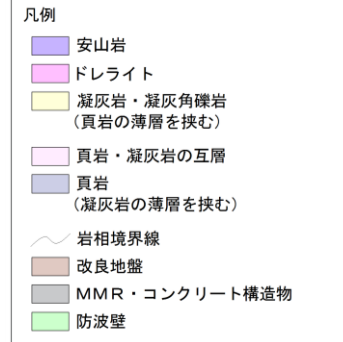 凡例
安山岩
ドレライト
凝灰岩・凝灰角礫岩
(頁岩の薄層を挟む)
頁岩・凝灰岩の互層
頁岩
(凝灰岩の薄層を挟む)
岩相境界線
改良地盤
MMR・コンクリート構造物
防波壁